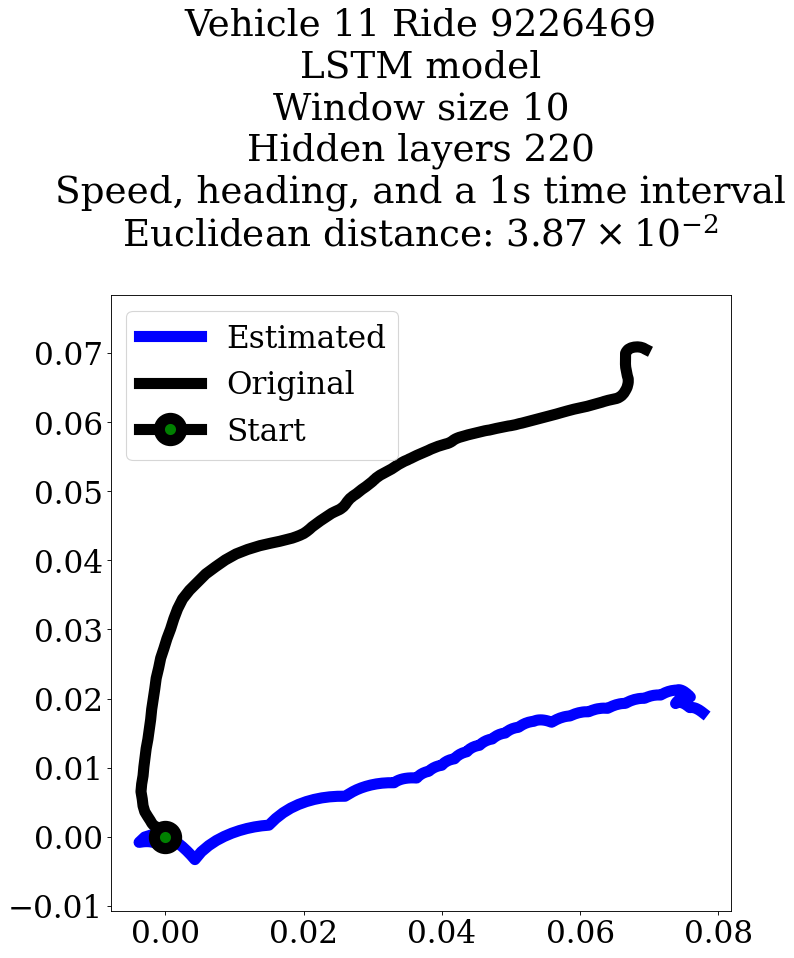 Vehicle 11 Ride 9226469
LSTM model
Window size 10
Hidden layers 220
Speed, heading, and a 1s time interval
Euclidean distance: 3.87 × 10⁻²
Estimated
Original
Start
0.07
0.06
0.05
0.04
0.03
0.02
0.01
0.00
−0.01
0.00 0.02 0.04 0.06 0.08